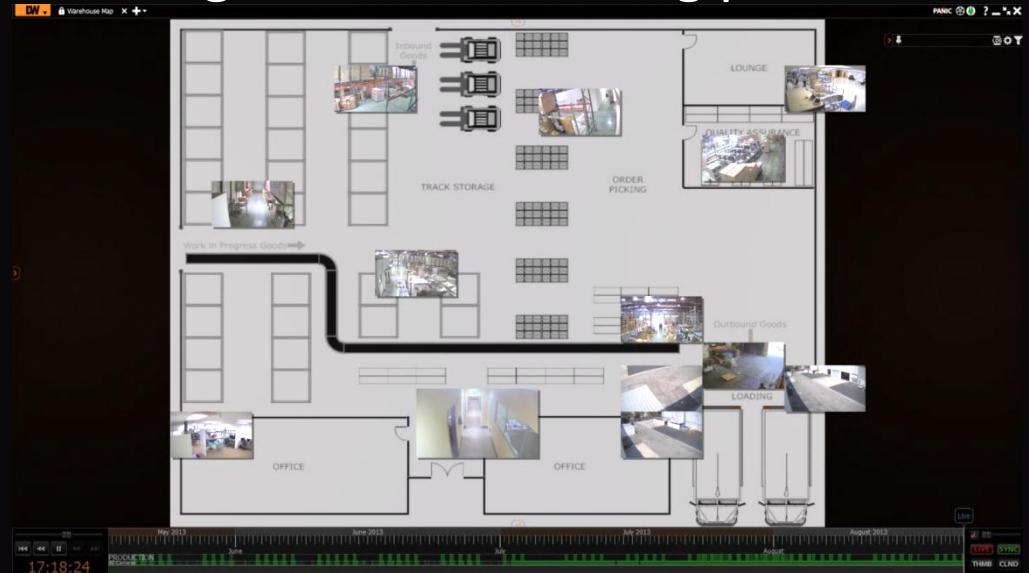 DW
Warehouse Map
PANIC
?
Inbound
Goods
LOUNGE
QUALITY ASSURANCE
TRACK STORAGE
ORDER
PICKING
Work in Progress Goods
Outbound Goods
LOADING
OFFICE
OFFICE
Live
May 2013
June 2013
July 2013
August 2013
June
July
August
LIVE
SYNC
PRODUCTION
17:18:24
THMB
CLND